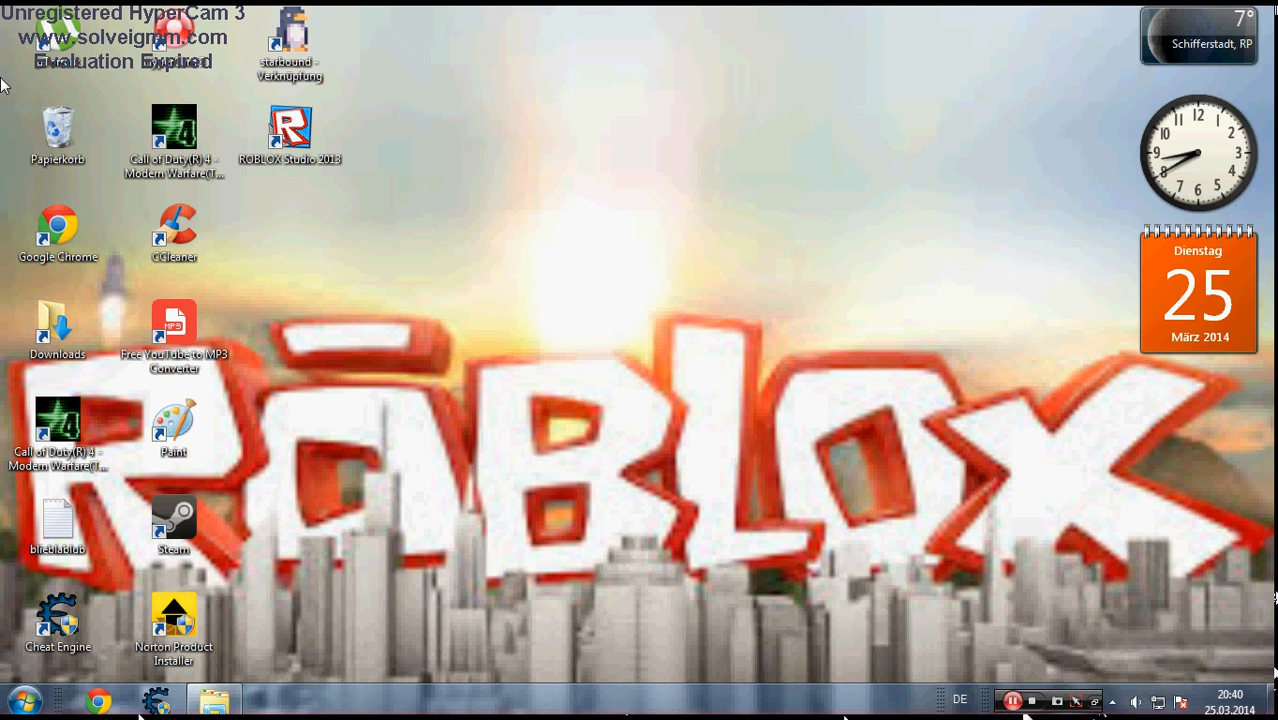 Unregistered HyperCam 3
www.solveigmm.com
Evaluation Expired
starbound -
Verknüpfung
7°
Schifferstadt, RP
Papierkorb
Call of Duty(R) 4 -
Modern Warfare(T...
ROBLOX Studio 2013
12
1
2
3
4
5
6
7
8
9
10
11
Google Chrome
CCleaner
Dienstag
25
März 2014
Downloads
MP3
Free YouTube to MP3
Converter
ROBLOX
Call of Duty(R) 4 -
Modern Warfare(T...
Paint
blieblablub
Steam
Cheat Engine
Norton Product
Installer
DE
20:40
25.03.2014